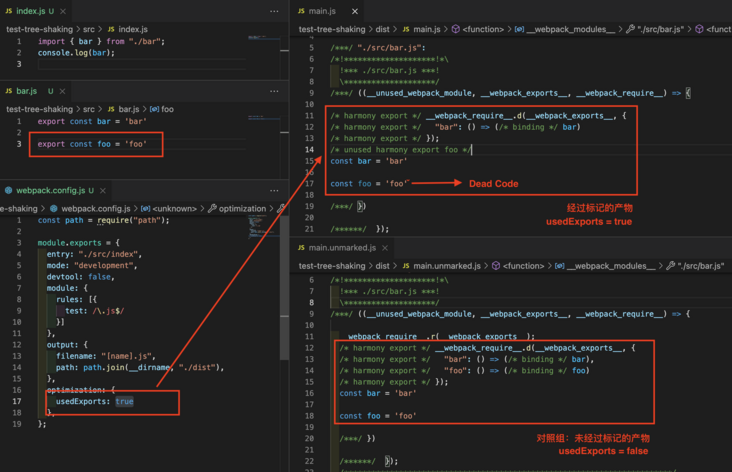 index.js U
test-tree-shaking > src > index.js
1 import { bar } from "./bar";
2 console.log(bar);
3
bar.js U
test-tree-shaking > src > bar.js > foo
1 export const bar = 'bar'
2
3 export const foo = 'foo'
webpack.config.js U
e-shaking > webpack.config.js > <unknown> > optimization >
1 const path = require("path");
2
3 module.exports = {
4 entry: "./src/index",
5 mode: "development",
6 devtool: false,
7 module: {
8 rules: [{
9 test: /\.js$/
10 }]
11 },
12 output: {
13 filename: "[name].js",
14 path: path.join(__dirname, "./dist"),
15 },
16 optimization: {
17 usedExports: true
18 },
19 };
main.js
test-tree-shaking > dist > main.js > <function> > __webpack_modules__ > "./src/bar.js" > <func
4
5 /***/ "./src/bar.js":
6 /*!********************!*\
7 !*** ./src/bar.js ***!
8 \********************/
9 /***/ ((__unused_webpack_module, __webpack_exports__, __webpack_require__) => {
10
11 /* harmony export */ __webpack_require__.d(__webpack_exports__, {
12 /* harmony export */ "bar": () => (/* binding */ bar)
13 /* harmony export */ });
14 /* unused harmony export foo */
15 const bar = 'bar'
16
17 const foo = 'foo'
Dead Code
18
19 /***/ })
经过标记的产物
20
usedExports = true
21 /******/ });
main.unmarked.js
test-tree-shaking > dist > main.unmarked.js > <function> > __webpack_modules__ > "./src/bar.js"
6 /*!********************!*\
7 !*** ./src/bar.js ***!
8 \********************/
9 /***/ ((__unused_webpack_module, __webpack_exports__, __webpack_require__) => {
10
11 __webpack_require__.r(__webpack_exports__);
12 /* harmony export */ __webpack_require__.d(__webpack_exports__, {
13 /* harmony export */ "bar": () => (/* binding */ bar),
14 /* harmony export */ "foo": () => (/* binding */ foo)
15 /* harmony export */ });
16 const bar = 'bar'
17
18 const foo = 'foo'
19
20 /***/ })
对照组：未经过标记的产物
21
usedExports = false
22 /******/ });